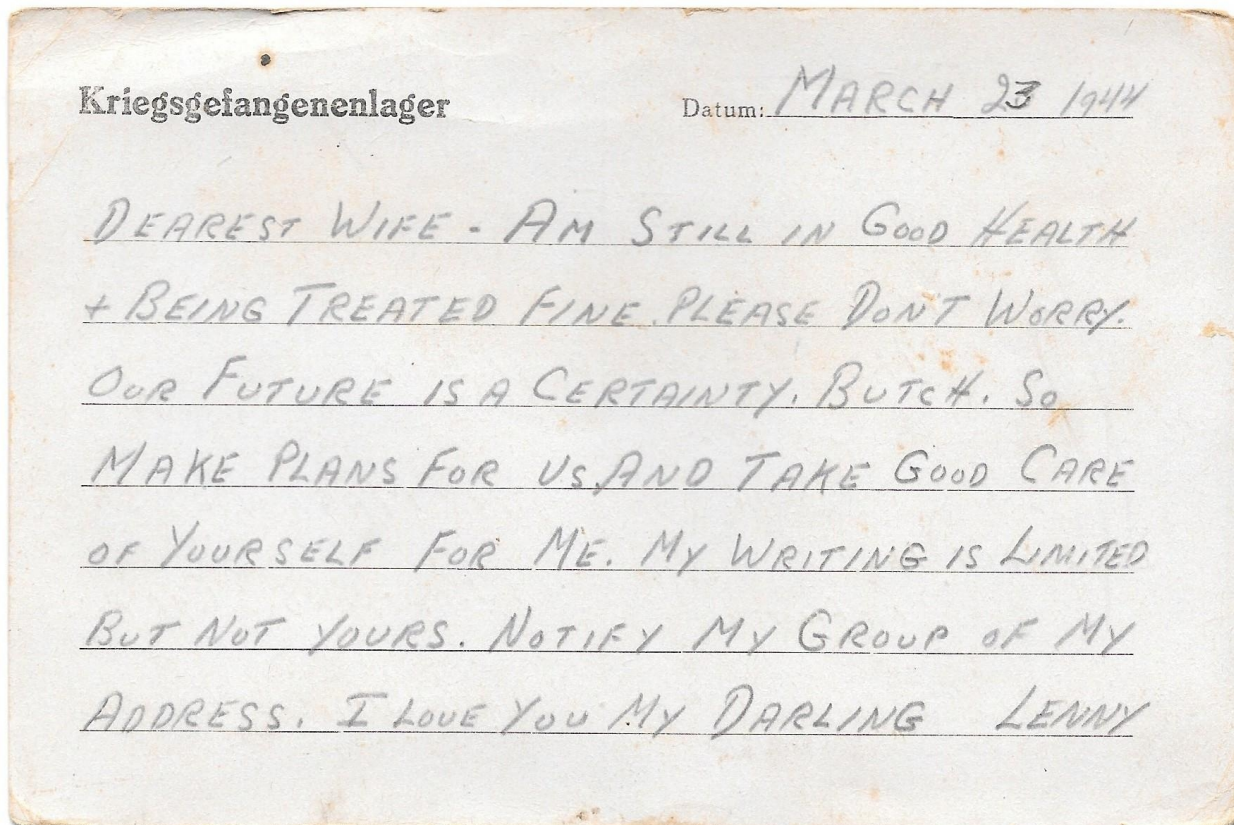 Kriegsgefangenenlager Datum: MARCH 23 1944
DEAREST WIFE - AM STILL IN GOOD HEALTH
+ BEING TREATED FINE. PLEASE DON'T WORRY.
OUR FUTURE IS A CERTAINTY. BUTCH. SO
MAKE PLANS FOR US AND TAKE GOOD CARE
OF YOURSELF FOR ME. MY WRITING IS LIMITED
BUT NOT YOURS. NOTIFY MY GROUP OF MY
ADDRESS. I LOVE YOU MY DARLING LENNY